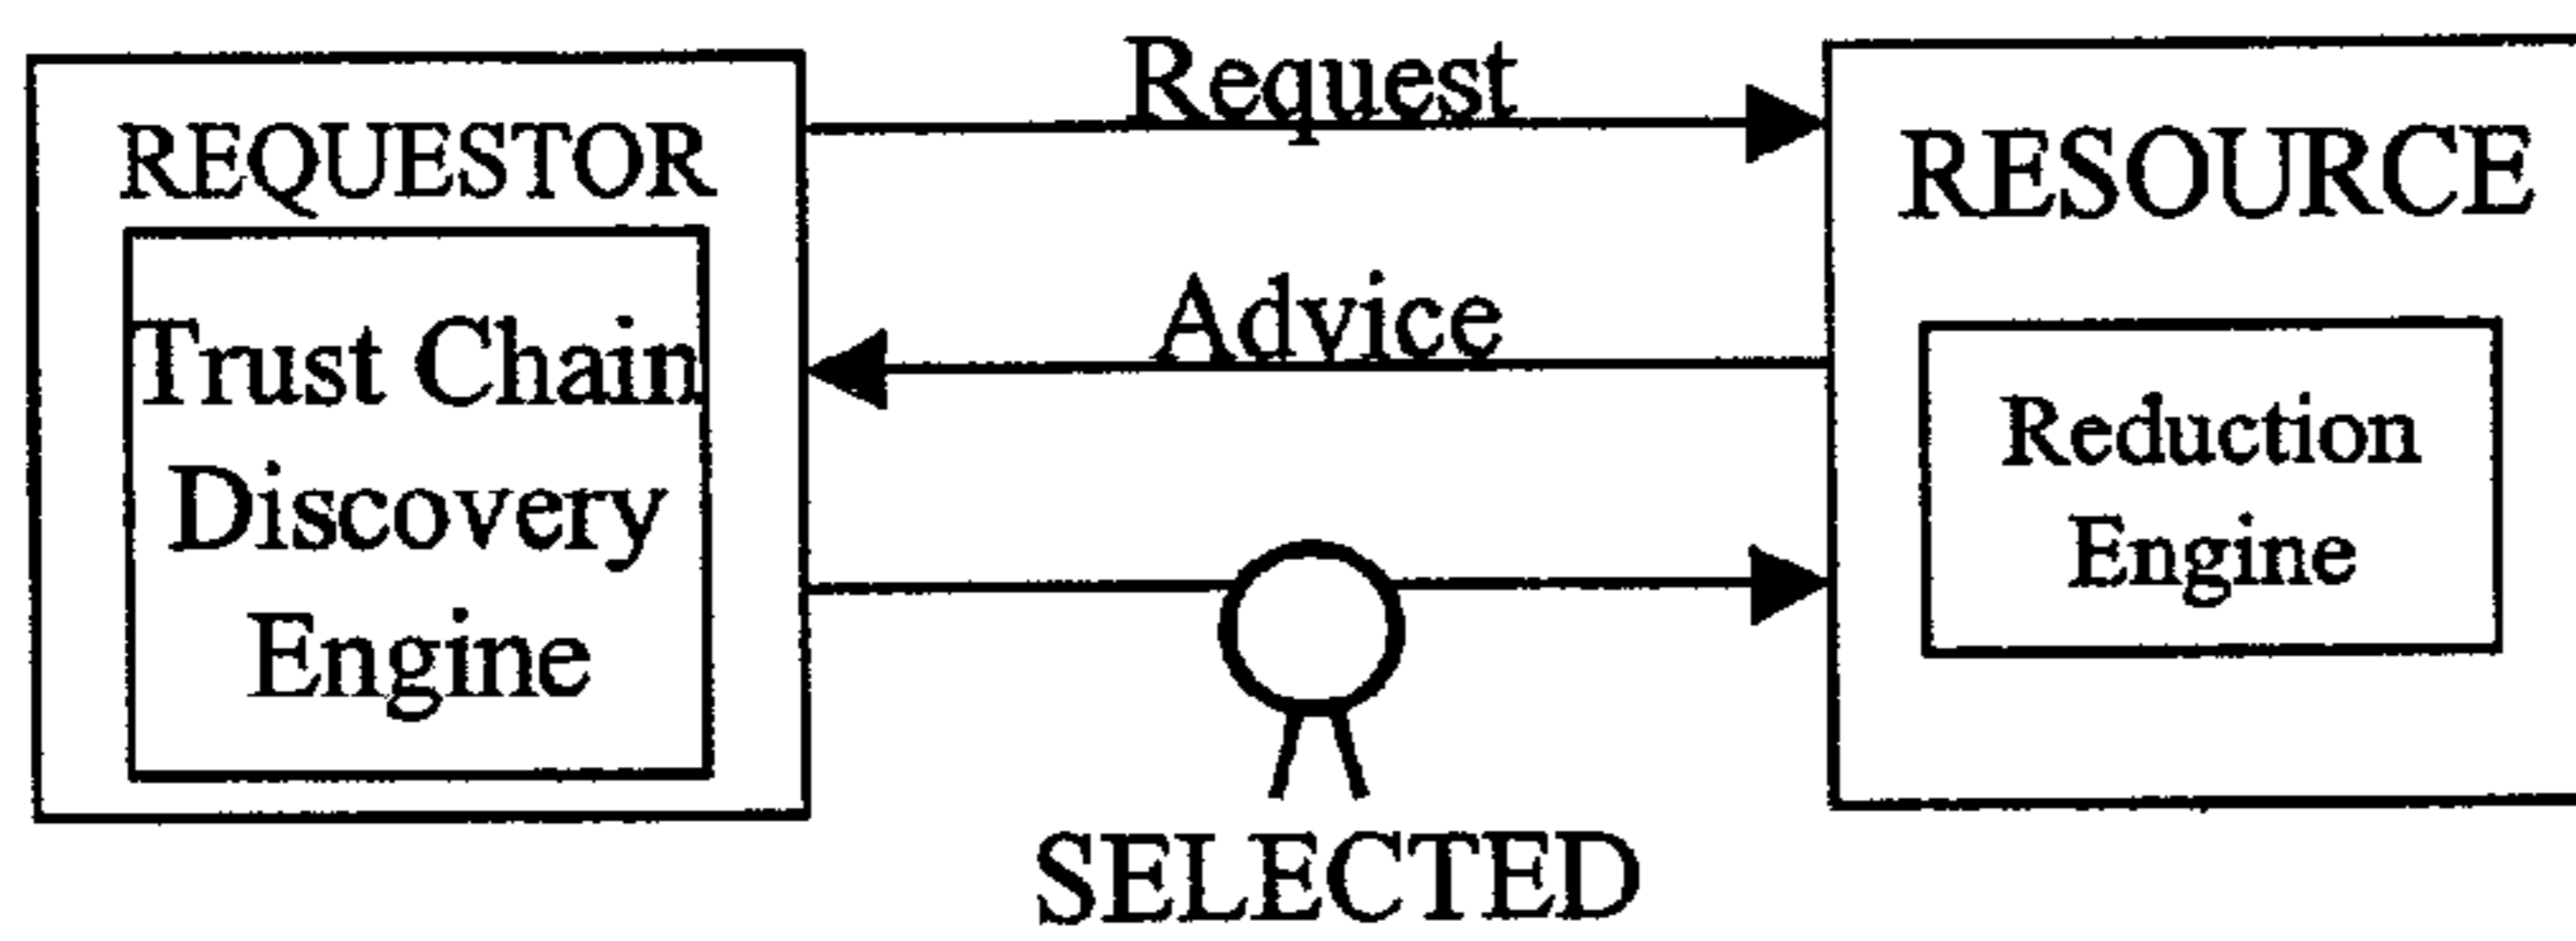 REQUESTOR
Trust Chain
Discovery
Engine
Request
Advice
SELECTED
RESOURCE
Reduction
Engine